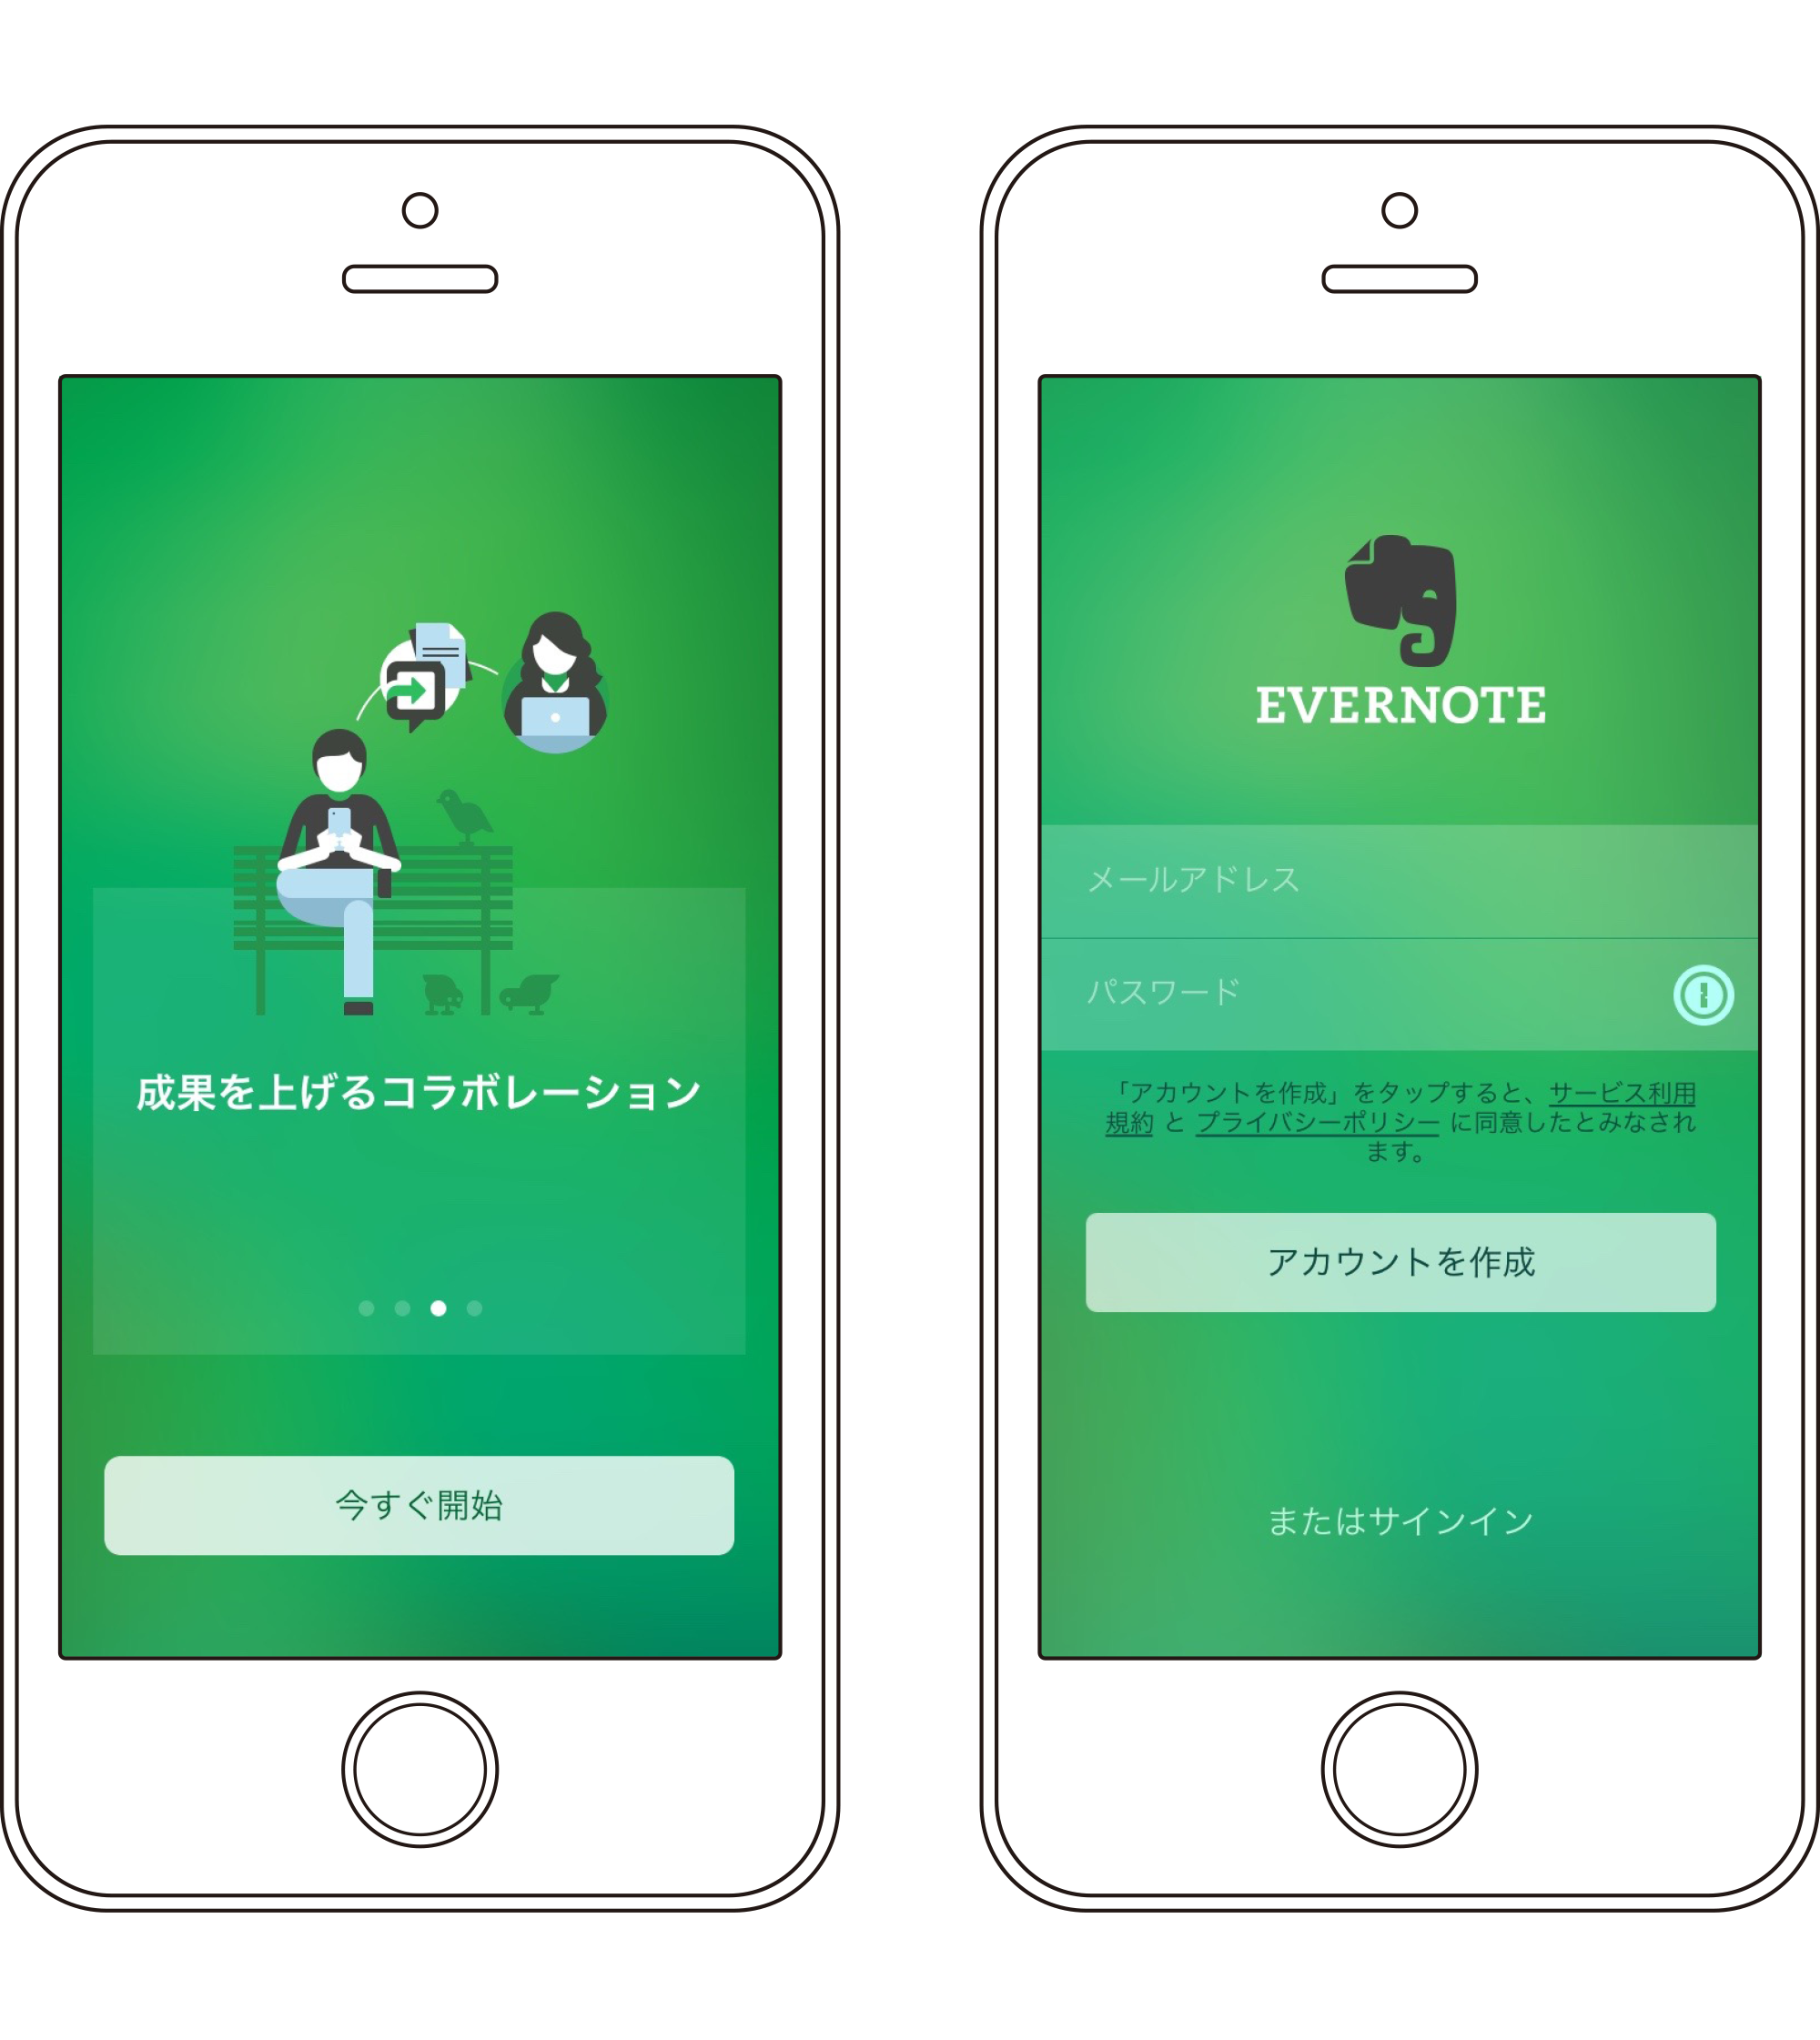 成果を上げるコラボレーション
今すぐ開始
EVERNOTE
メールアドレス
パスワード
「アカウントを作成」をタップすると、サービス利用
規約 と プライバシーポリシー に同意したとみなされ
ます。
アカウントを作成
またはサインイン